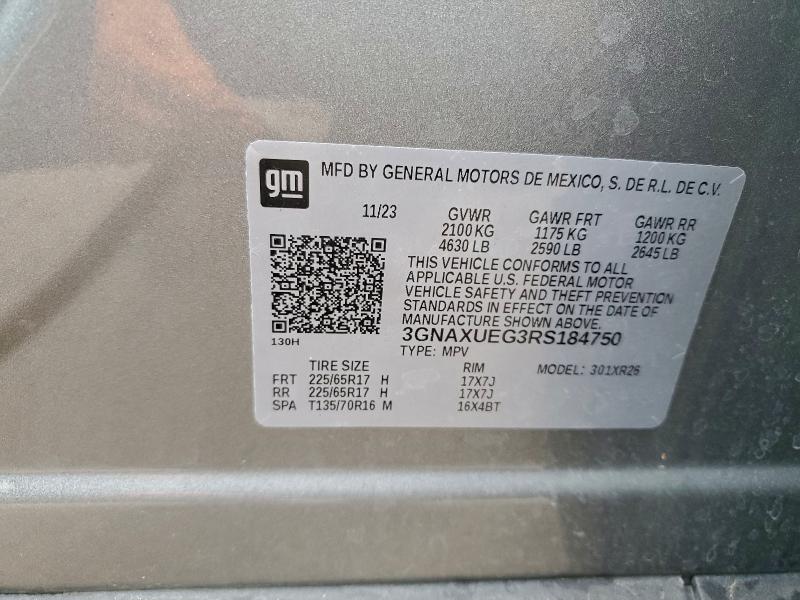 gm MFD BY GENERAL MOTORS DE MEXICO, S. DE R.L. DE C.V.
11/23 GVWR GAWR FRT GAWR RR
2100 KG 1175 KG 1200 KG
4630 LB 2590 LB 2645 LB
THIS VEHICLE CONFORMS TO ALL
APPLICABLE U.S. FEDERAL MOTOR
VEHICLE SAFETY AND THEFT PREVENTION
STANDARDS IN EFFECT ON THE DATE OF
MANUFACTURE SHOWN ABOVE.
130H
3GNAXUEG3RS184750
TYPE: MPV
TIRE SIZE RIM MODEL: 301XR26
FRT 225/65R17 H 17X7J
RR 225/65R17 H 17X7J
SPA T135/70R16 M 16X4BT